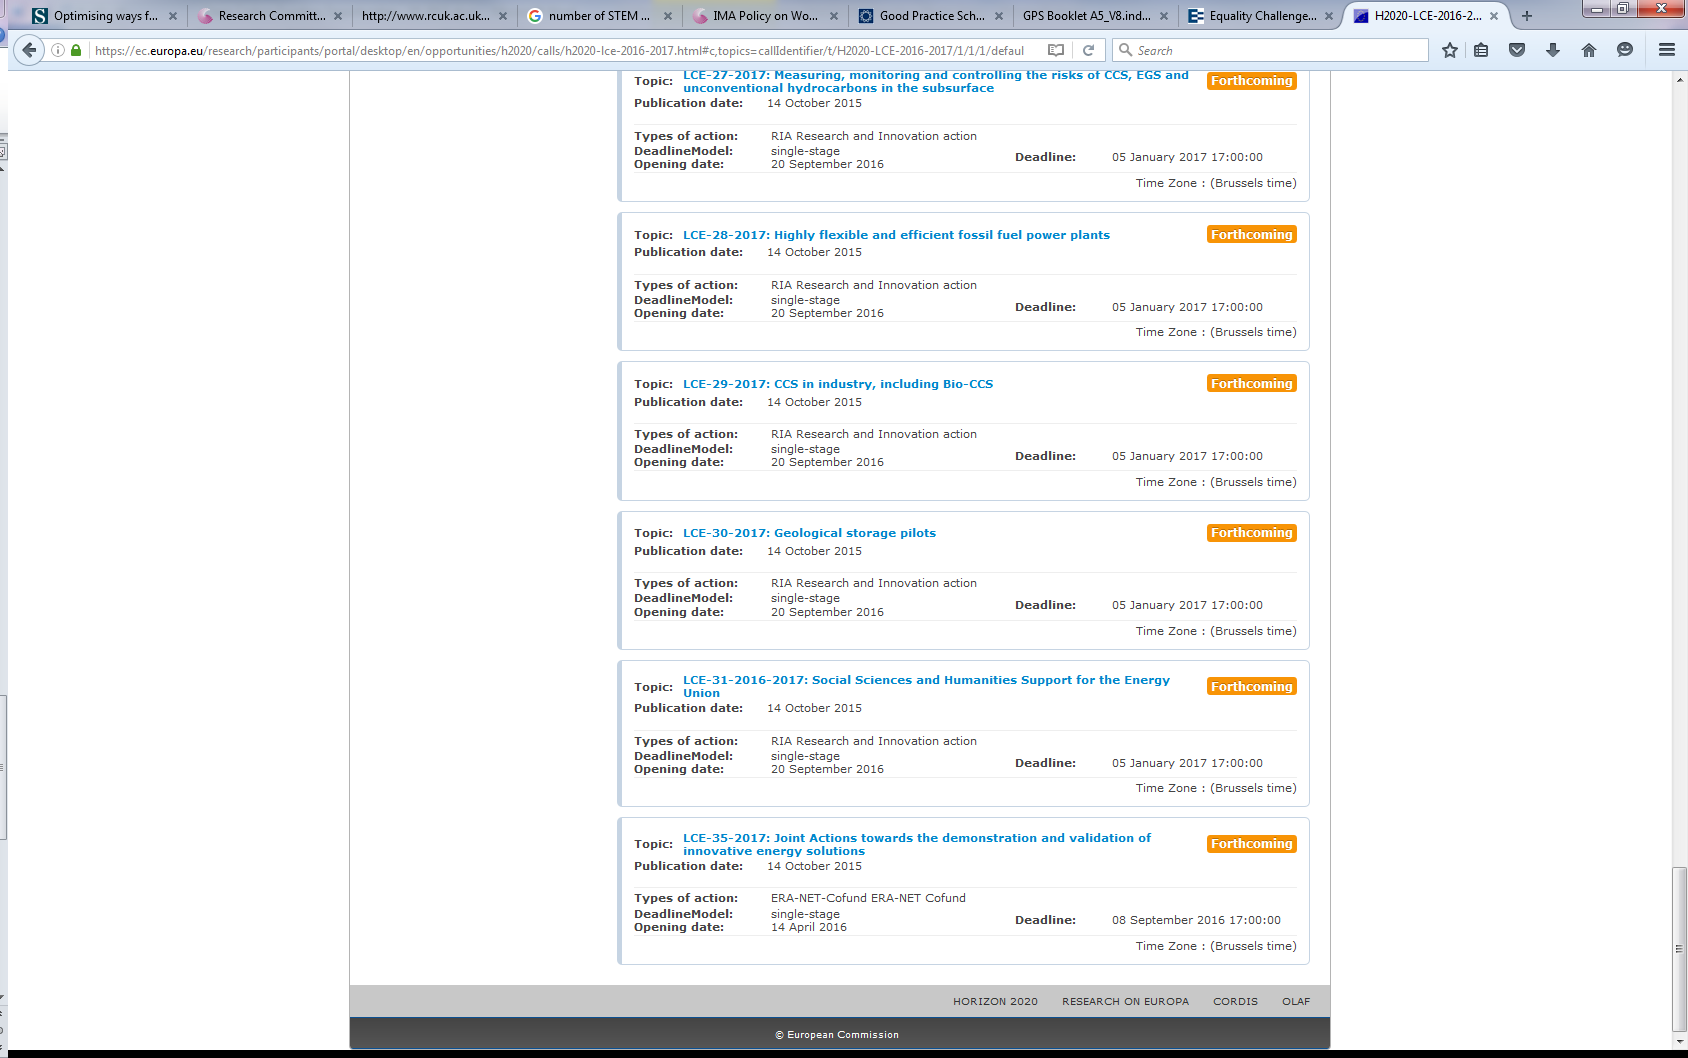 Optimising ways f...
Research Committ...
http://www.rcuk.ac.uk...
number of STEM ...
IMA Policy on Wo...
Good Practice Sch...
GPS Booklet A5_V8.ind...
Equality Challenge...
H2020-LCE-2016-2...
https://ec.europa.eu/research/participants/portal/desktop/en/opportunities/h2020/calls/h2020-lce-2016-2017.html#c,topics=callIdentifier/t/H2020-LCE-2016-2017/1/1/1/defaul
Search
Topic: LCE-27-2017: Measuring, monitoring and controlling the risks of CCS, EGS and
unconventional hydrocarbons in the subsurface
Forthcoming
Publication date: 14 October 2015
Types of action: RIA Research and Innovation action
DeadlineModel: single-stage
Opening date: 20 September 2016
Deadline: 05 January 2017 17:00:00
Time Zone : (Brussels time)
Topic: LCE-28-2017: Highly flexible and efficient fossil fuel power plants
Forthcoming
Publication date: 14 October 2015
Types of action: RIA Research and Innovation action
DeadlineModel: single-stage
Opening date: 20 September 2016
Deadline: 05 January 2017 17:00:00
Time Zone : (Brussels time)
Topic: LCE-29-2017: CCS in industry, including Bio-CCS
Forthcoming
Publication date: 14 October 2015
Types of action: RIA Research and Innovation action
DeadlineModel: single-stage
Opening date: 20 September 2016
Deadline: 05 January 2017 17:00:00
Time Zone : (Brussels time)
Topic: LCE-30-2017: Geological storage pilots
Forthcoming
Publication date: 14 October 2015
Types of action: RIA Research and Innovation action
DeadlineModel: single-stage
Opening date: 20 September 2016
Deadline: 05 January 2017 17:00:00
Time Zone : (Brussels time)
Topic: LCE-31-2016-2017: Social Sciences and Humanities Support for the Energy
Union
Forthcoming
Publication date: 14 October 2015
Types of action: RIA Research and Innovation action
DeadlineModel: single-stage
Opening date: 20 September 2016
Deadline: 05 January 2017 17:00:00
Time Zone : (Brussels time)
Topic: LCE-35-2017: Joint Actions towards the demonstration and validation of
innovative energy solutions
Forthcoming
Publication date: 14 October 2015
Types of action: ERA-NET-Cofund ERA-NET Cofund
DeadlineModel: single-stage
Opening date: 14 April 2016
Deadline: 08 September 2016 17:00:00
Time Zone : (Brussels time)
HORIZON 2020 RESEARCH ON EUROPA CORDIS OLAF
© European Commission